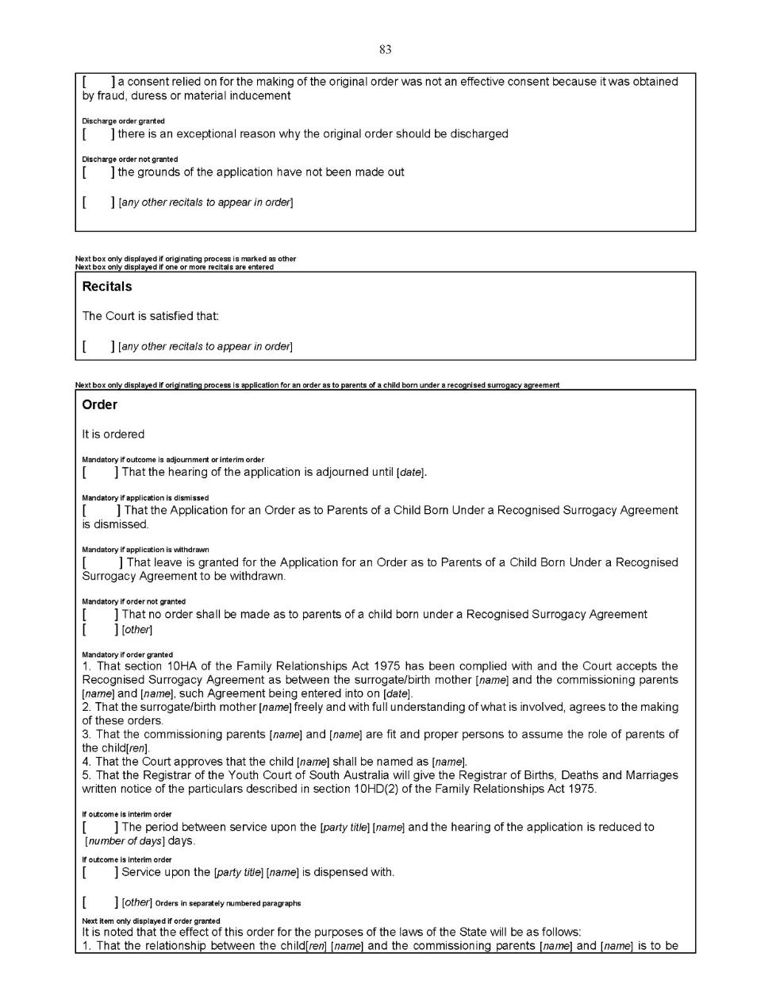 83
[ ] a consent relied on for the making of the original order was not an effective consent because it was obtained
by fraud, duress or material inducement
Discharge order granted
[ ] there is an exceptional reason why the original order should be discharged
Discharge order not granted
[ ] the grounds of the application have not been made out
[ ] [any other recitals to appear in order]
Next box only displayed if originating process is marked as other
Next box only displayed if one or more recitals are entered
Recitals
The Court is satisfied that:
[ ] [any other recitals to appear in order]
Next box only displayed if originating process is application for an order as to parents of a child born under a recognised surrogacy agreement
Order
It is ordered
Mandatory if outcome is adjournment or interim order
[ ] That the hearing of the application is adjourned until [date].
Mandatory if application is dismissed
[ ] That the Application for an Order as to Parents of a Child Born Under a Recognised Surrogacy Agreement
is dismissed.
Mandatory if application is withdrawn
[ ] That leave is granted for the Application for an Order as to Parents of a Child Born Under a Recognised
Surrogacy Agreement to be withdrawn.
Mandatory if order not granted
[ ] That no order shall be made as to parents of a child born under a Recognised Surrogacy Agreement
[ ] [other]
Mandatory if order granted
1. That section 10HA of the Family Relationships Act 1975 has been complied with and the Court accepts the
Recognised Surrogacy Agreement as between the surrogate/birth mother [name] and the commissioning parents
[name] and [name], such Agreement being entered into on [date].
2. That the surrogate/birth mother [name] freely and with full understanding of what is involved, agrees to the making
of these orders.
3. That the commissioning parents [name] and [name] are fit and proper persons to assume the role of parents of
the child[ren].
4. That the Court approves that the child [name] shall be named as [name].
5. That the Registrar of the Youth Court of South Australia will give the Registrar of Births, Deaths and Marriages
written notice of the particulars described in section 10HD(2) of the Family Relationships Act 1975.
If outcome is interim order
[ ] The period between service upon the [party title] [name] and the hearing of the application is reduced to
[number of days] days.
If outcome is interim order
[ ] Service upon the [party title] [name] is dispensed with.
[ ] [other] Orders in separately numbered paragraphs
Next item only displayed if order granted
It is noted that the effect of this order for the purposes of the laws of the State will be as follows:
1. That the relationship between the child[ren] [name] and the commissioning parents [name] and [name] is to be